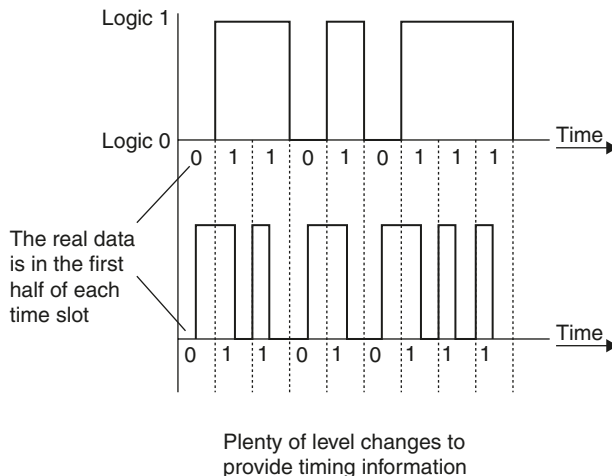 Logic 1
Logic 0
Time
0 1 1 0 1 0 1 1 1
The real data
is in the first
half of each
time slot
Time
0 1 1 0 1 0 1 1 1
Plenty of level changes to
provide timing information